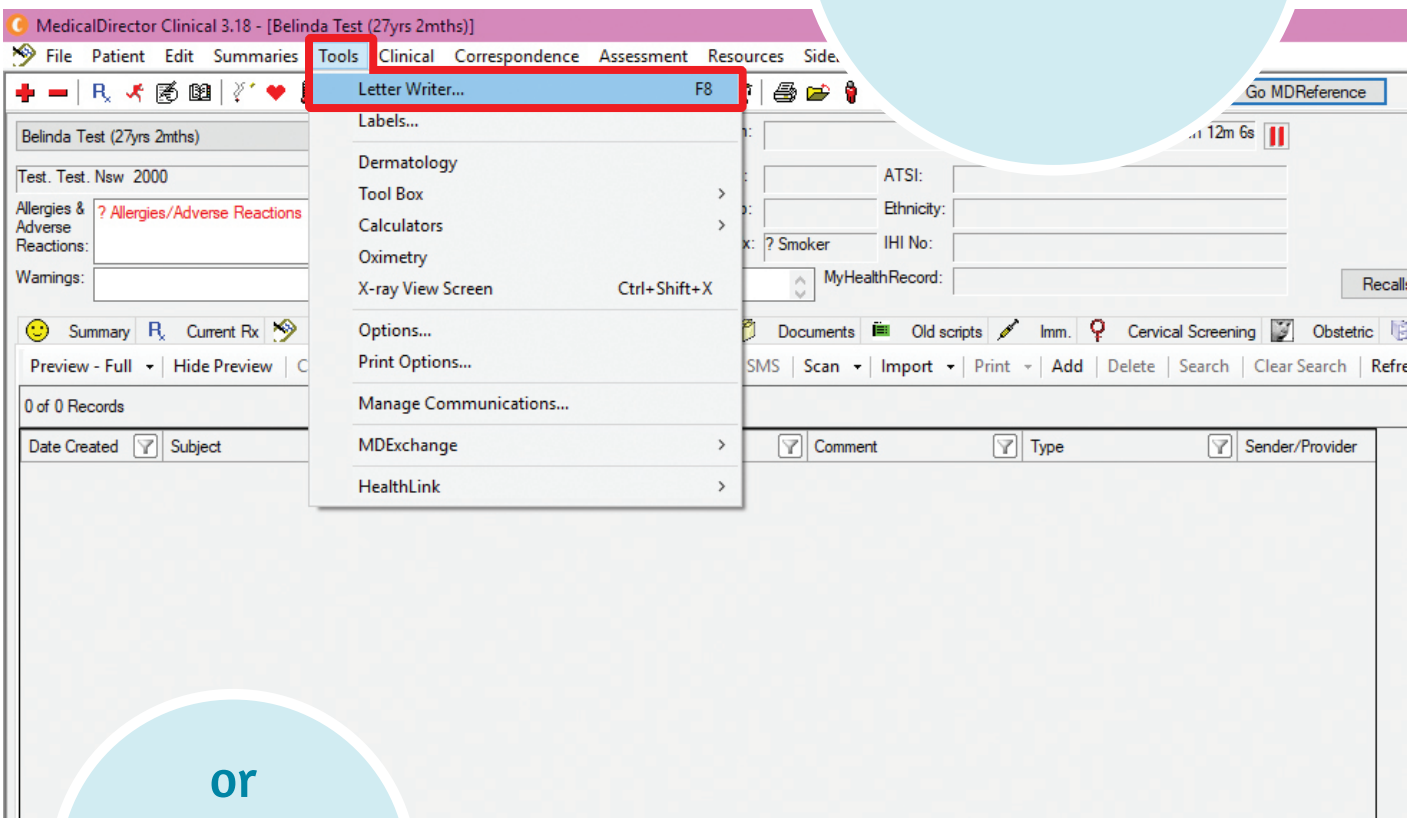 MedicalDirector Clinical 3.18 - [Belinda Test (27yrs 2mths)]
File Patient Edit Summaries Tools Clinical Correspondence Assessment Resources
Letter Writer... F8
Go MDReference
Labels...
Belinda Test (27yrs 2mths)
12m 6s
Dermatology
Test. Test. Nsw 2000
ATSI:
Tool Box
Allergies & Adverse Reactions:
? Allergies/Adverse Reactions
Ethnicity:
Calculators
? Smoker
IHI No:
Oximetry
Warnings:
X-ray View Screen Ctrl+Shift+X
MyHealthRecord:
Recalls
Summary Rx Current Rx
Options...
Documents Old scripts Imm. Cervical Screening Obstetric
Preview - Full Hide Preview
Print Options...
SMS Scan Import Print Add Delete Search Clear Search
0 of 0 Records
Manage Communications...
Date Created Subject
MDExchange
Comment Type Sender/Provider
HealthLink
or